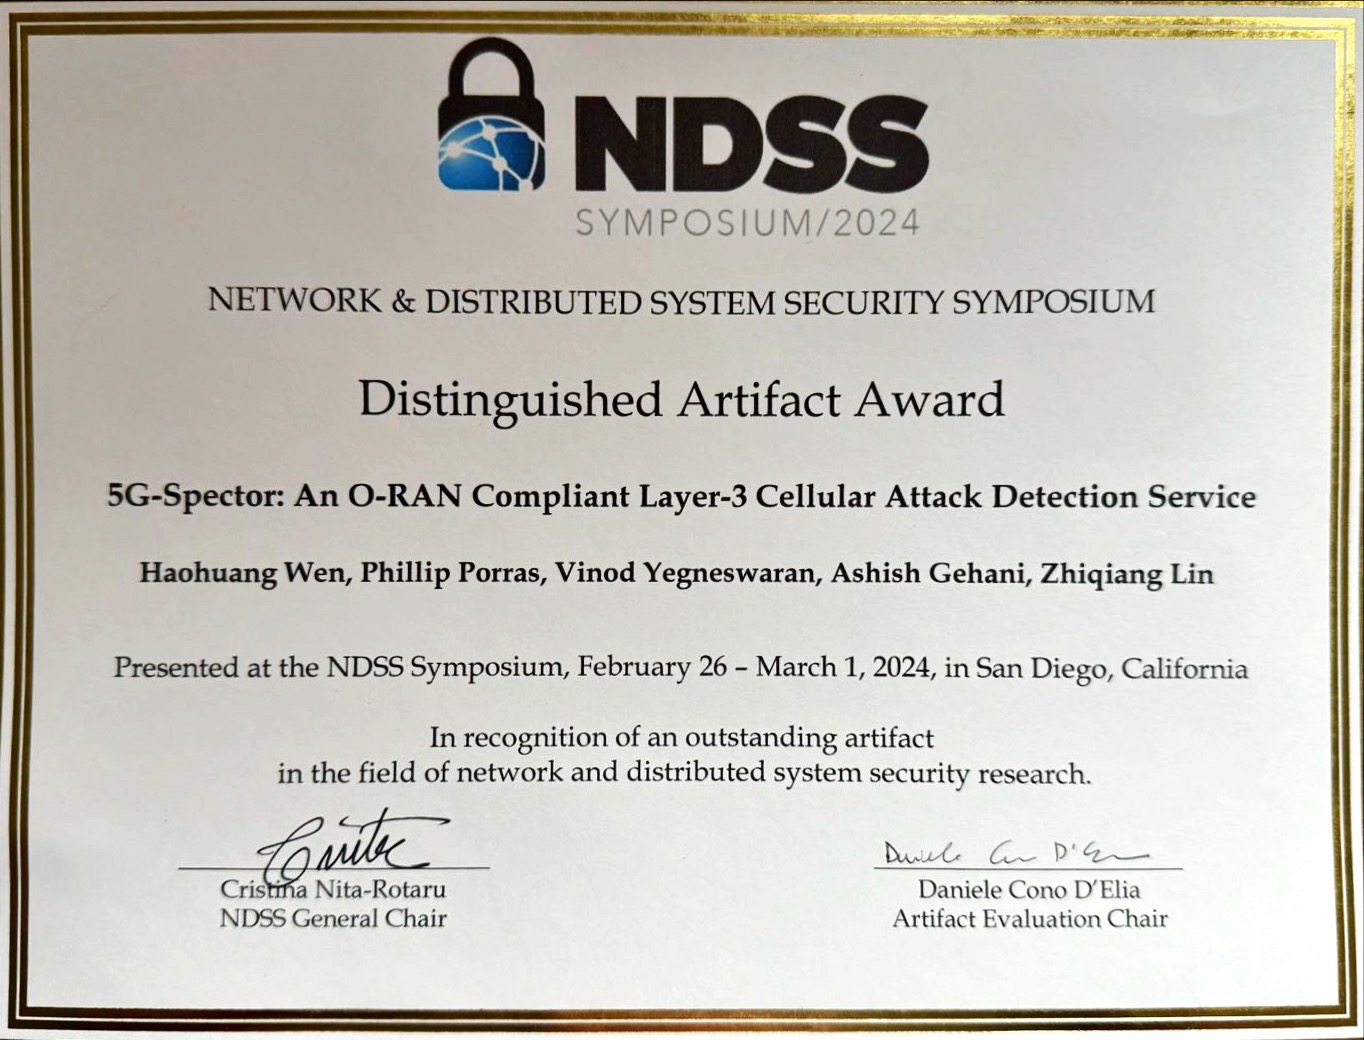 NDSS
SYMPOSIUM/2024
NETWORK & DISTRIBUTED SYSTEM SECURITY SYMPOSIUM
Distinguished Artifact Award
5G-Spector: An O-RAN Compliant Layer-3 Cellular Attack Detection Service
Haohuang Wen, Phillip Porras, Vinod Yegneswaran, Ashish Gehani, Zhiqiang Lin
Presented at the NDSS Symposium, February 26 – March 1, 2024, in San Diego, California
In recognition of an outstanding artifact
in the field of network and distributed system security research.
Cristina Nita-Rotaru
NDSS General Chair
Daniele Cono D'Elia
Artifact Evaluation Chair